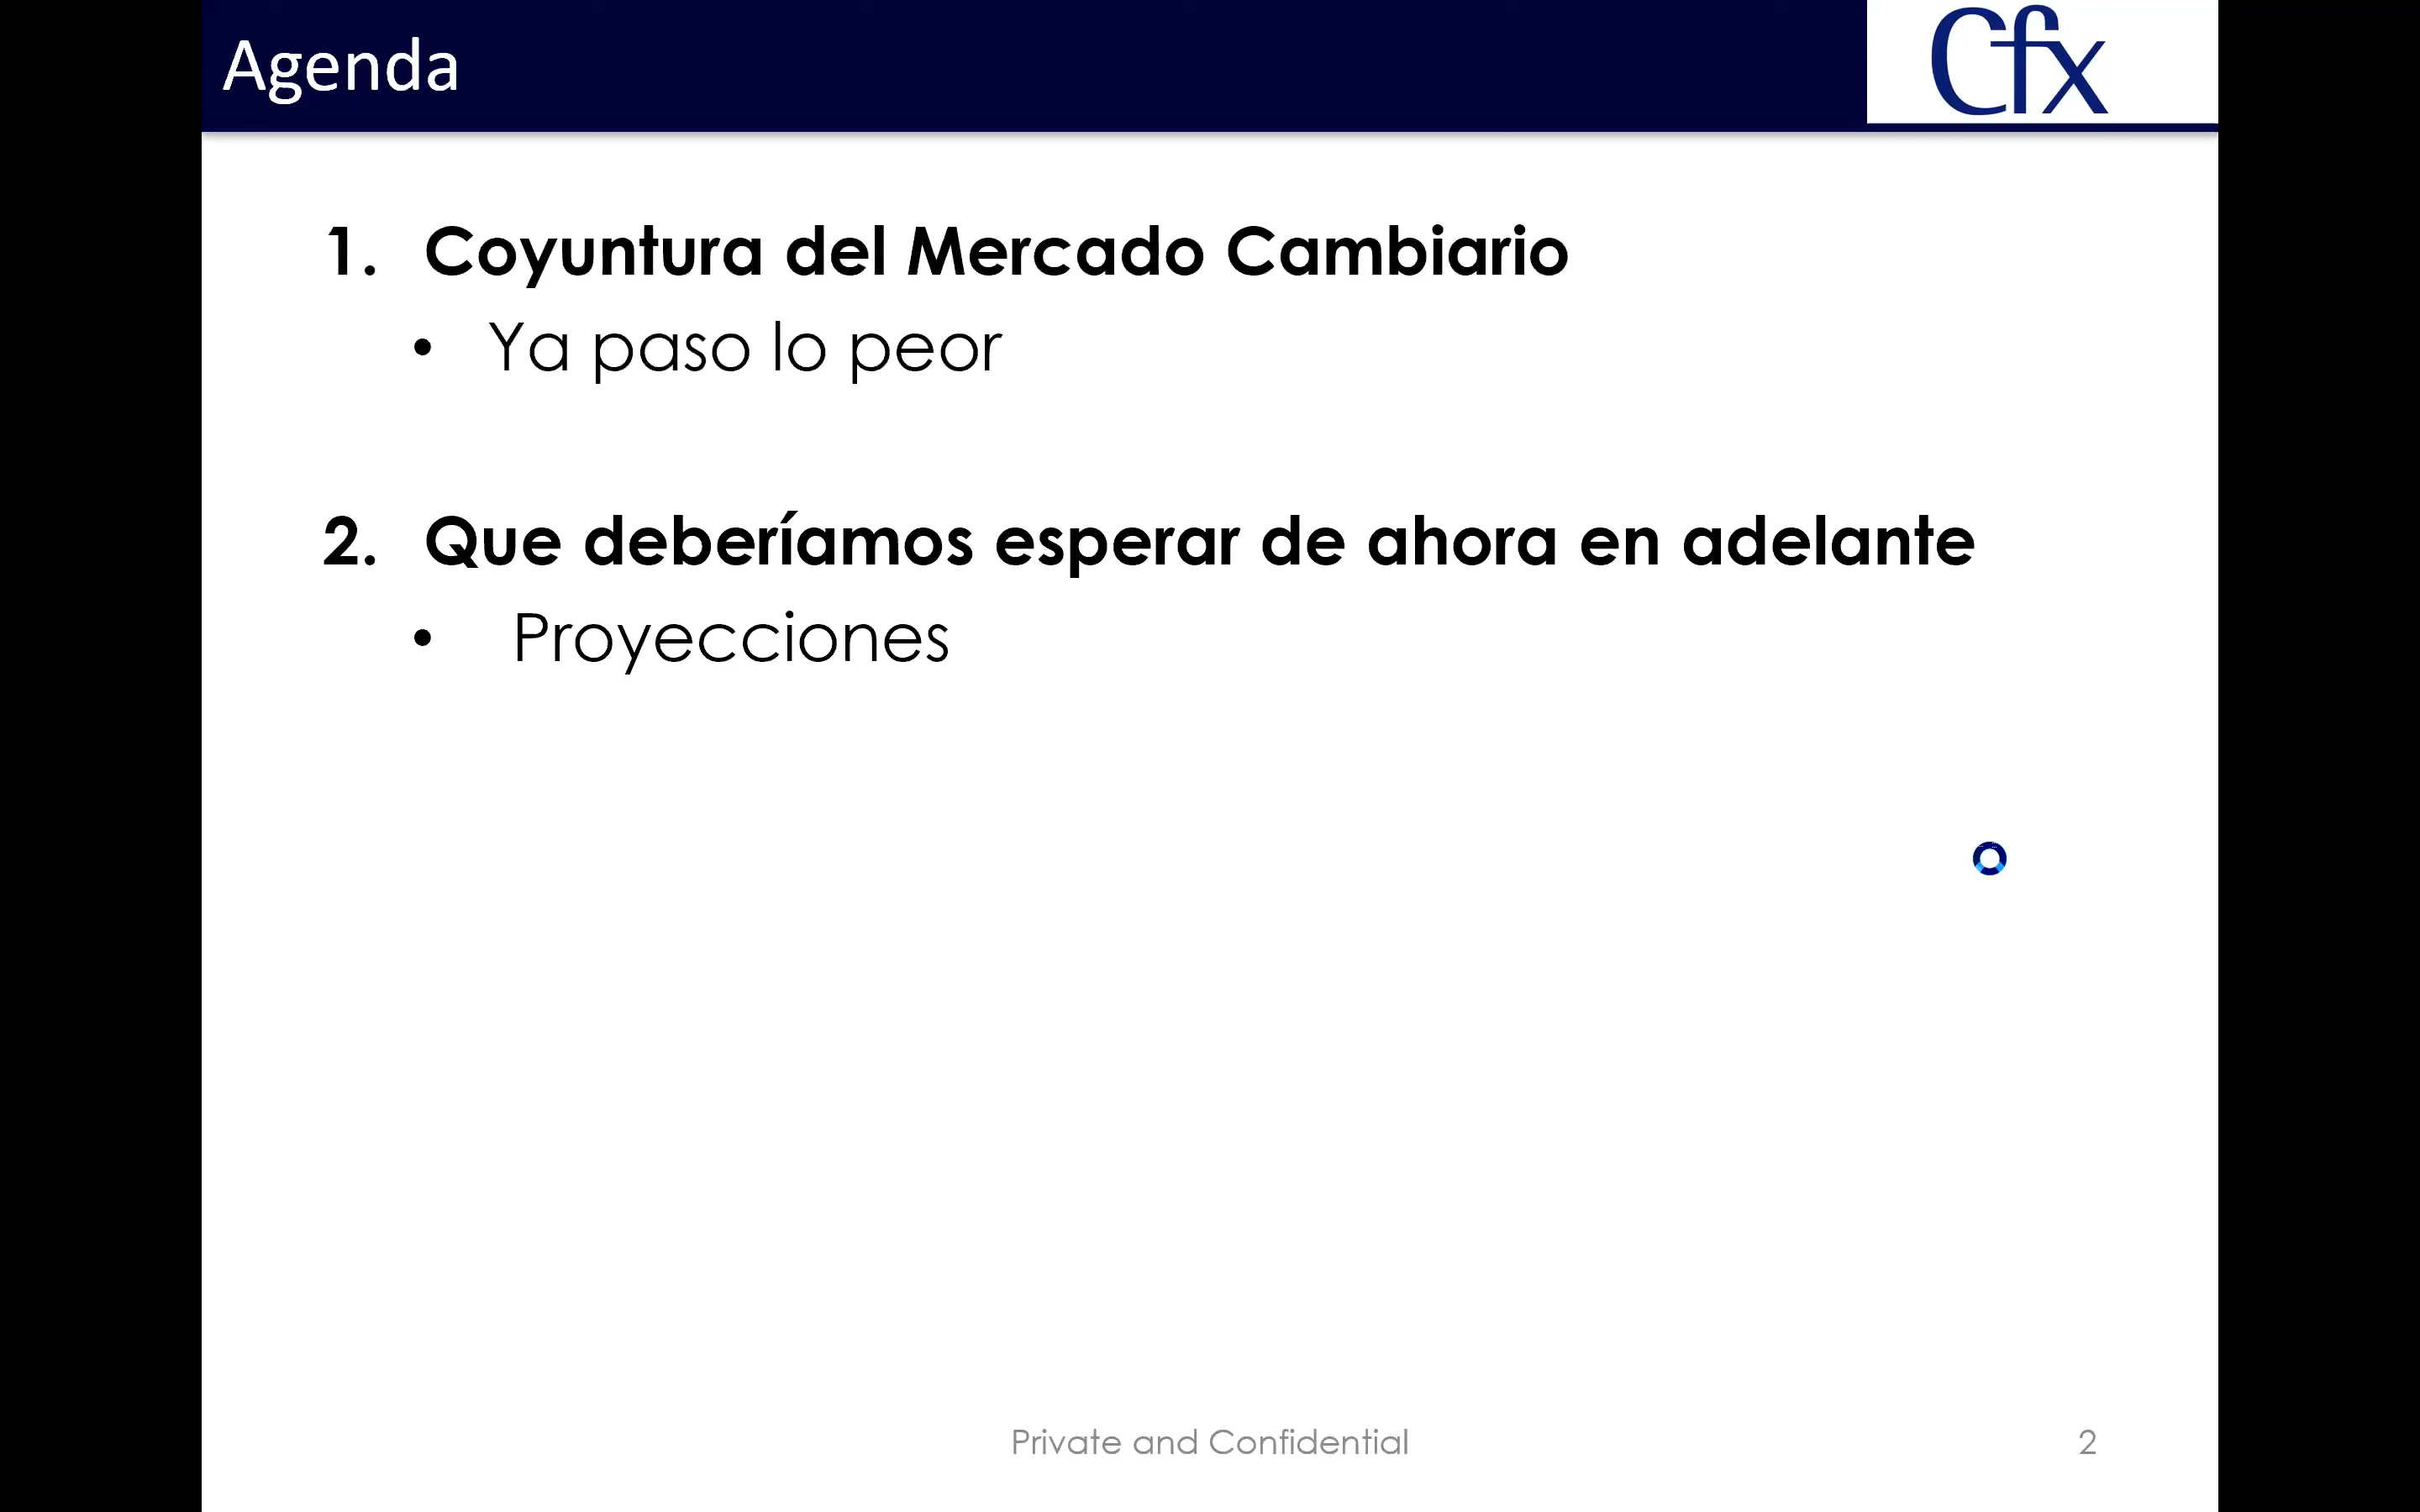 Agenda
Cfx
1. Coyuntura del Mercado Cambiario
• Ya paso lo peor
2. Que deberíamos esperar de ahora en adelante
• Proyecciones
Private and Confidential
2